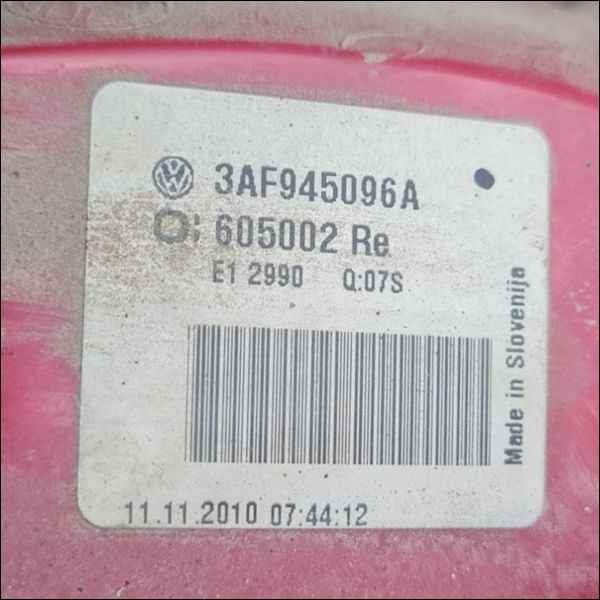 3AF945096A
605002 Re
E1 2990 Q:07S
Made in Slovenija
11.11.2010 07:44:12